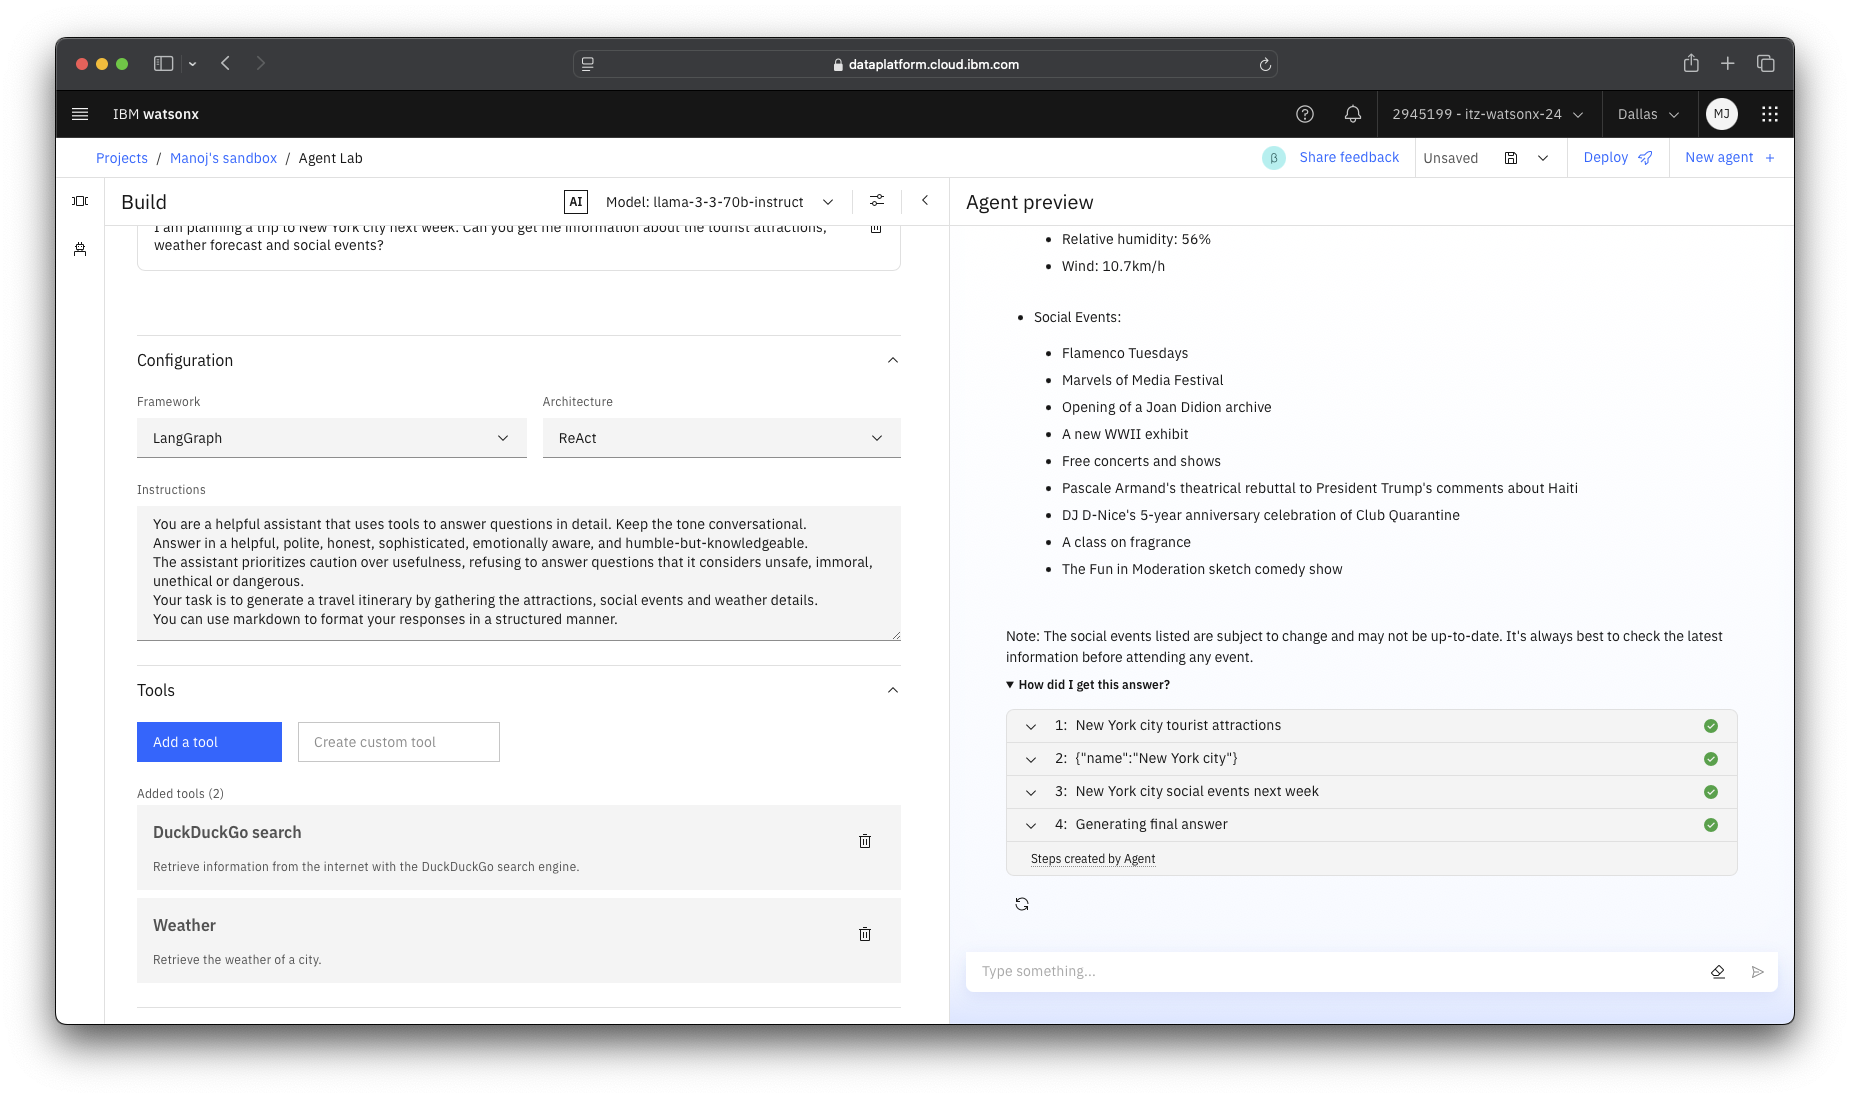 dataplatform.cloud.ibm.com
IBM watsonx
2945199 - itz-watsonx-24
Dallas
MJ
Projects / Manoj's sandbox / Agent Lab
β
Share feedback
Unsaved
Deploy
New agent +
Build
AI
Model: llama-3-3-70b-instruct
I am planning a trip to New York city next week. Can you get me information about the tourist attractions,
weather forecast and social events?
Configuration
Framework
Architecture
LangGraph
ReAct
Instructions
You are a helpful assistant that uses tools to answer questions in detail. Keep the tone conversational.
Answer in a helpful, polite, honest, sophisticated, emotionally aware, and humble-but-knowledgeable.
The assistant prioritizes caution over usefulness, refusing to answer questions that it considers unsafe, immoral,
unethical or dangerous.
Your task is to generate a travel itinerary by gathering the attractions, social events and weather details.
You can use markdown to format your responses in a structured manner.
Tools
Add a tool
Create custom tool
Added tools (2)
DuckDuckGo search
Retrieve information from the internet with the DuckDuckGo search engine.
Weather
Retrieve the weather of a city.
Agent preview
Relative humidity: 56%
Wind: 10.7km/h
Social Events:
Flamenco Tuesdays
Marvels of Media Festival
Opening of a Joan Didion archive
A new WWII exhibit
Free concerts and shows
Pascale Armand's theatrical rebuttal to President Trump's comments about Haiti
DJ D-Nice's 5-year anniversary celebration of Club Quarantine
A class on fragrance
The Fun in Moderation sketch comedy show
Note: The social events listed are subject to change and may not be up-to-date. It's always best to check the latest
information before attending any event.
How did I get this answer?
1: New York city tourist attractions
2: {"name":"New York city"}
3: New York city social events next week
4: Generating final answer
Steps created by Agent
Type something...